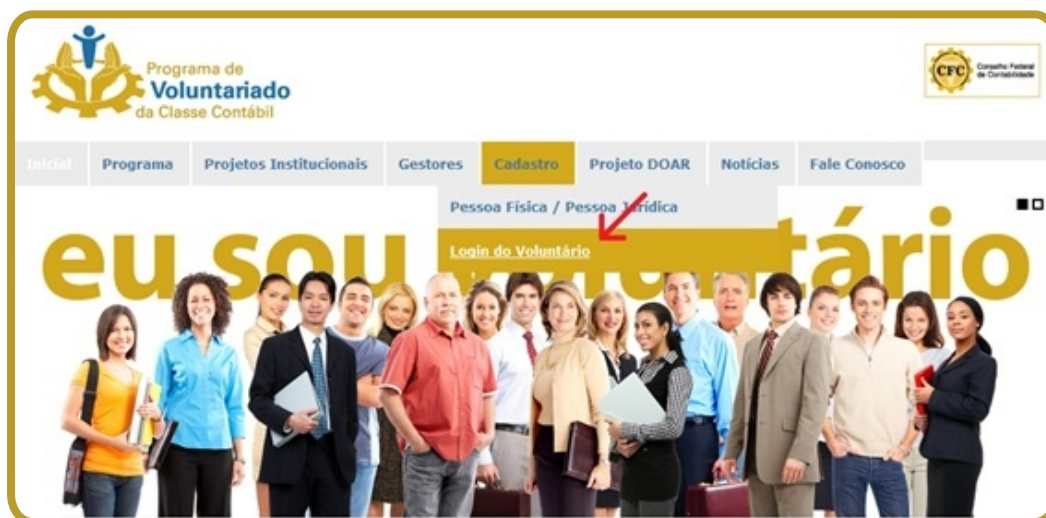 Programa de
Voluntariado
da Classe Contábil
CFC
Conselho Federal
de Contabilidade
Inicial Programa Projetos Institucionais Gestores Cadastro Projeto DOAR Notícias Fale Conosco
Pessoa Física / Pessoa Jurídica
Login do Voluntário
eu sou voluntário